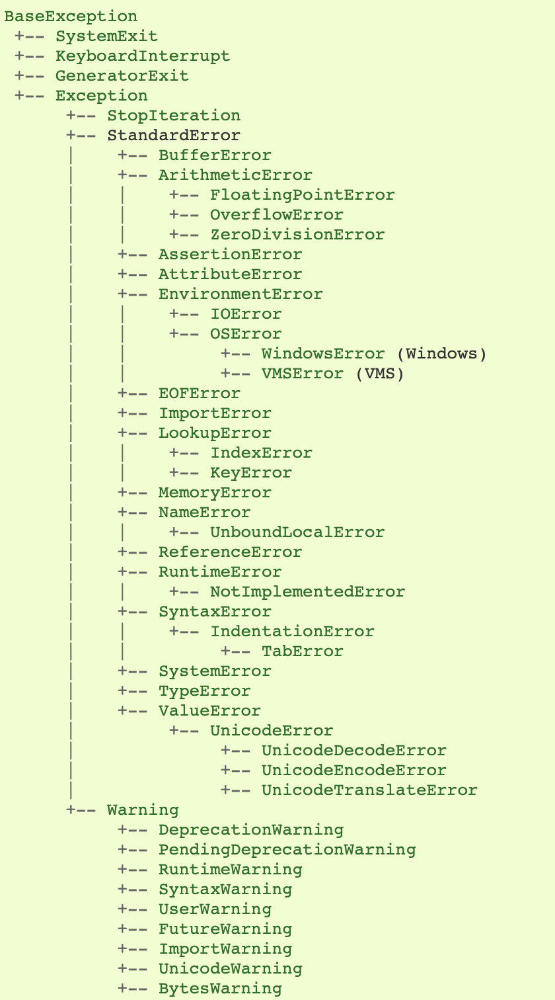 BaseException
 +-- SystemExit
 +-- KeyboardInterrupt
 +-- GeneratorExit
 +-- Exception
      +-- StopIteration
      +-- StandardError
      |    +-- BufferError
      |    +-- ArithmeticError
      |    |    +-- FloatingPointError
      |    |    +-- OverflowError
      |    |    +-- ZeroDivisionError
      |    +-- AssertionError
      |    +-- AttributeError
      |    +-- EnvironmentError
      |    |    +-- IOError
      |    |    +-- OSError
      |    |         +-- WindowsError (Windows)
      |    |         +-- VMSError (VMS)
      |    +-- EOFError
      |    +-- ImportError
      |    +-- LookupError
      |    |    +-- IndexError
      |    |    +-- KeyError
      |    +-- MemoryError
      |    +-- NameError
      |    |    +-- UnboundLocalError
      |    +-- ReferenceError
      |    +-- RuntimeError
      |    |    +-- NotImplementedError
      |    +-- SyntaxError
      |    |    +-- IndentationError
      |    |         +-- TabError
      |    +-- SystemError
      |    +-- TypeError
      |    +-- ValueError
      |         +-- UnicodeError
      |              +-- UnicodeDecodeError
      |              +-- UnicodeEncodeError
      |              +-- UnicodeTranslateError
      +-- Warning
           +-- DeprecationWarning
           +-- PendingDeprecationWarning
           +-- RuntimeWarning
           +-- SyntaxWarning
           +-- UserWarning
           +-- FutureWarning
           +-- ImportWarning
           +-- UnicodeWarning
           +-- BytesWarning